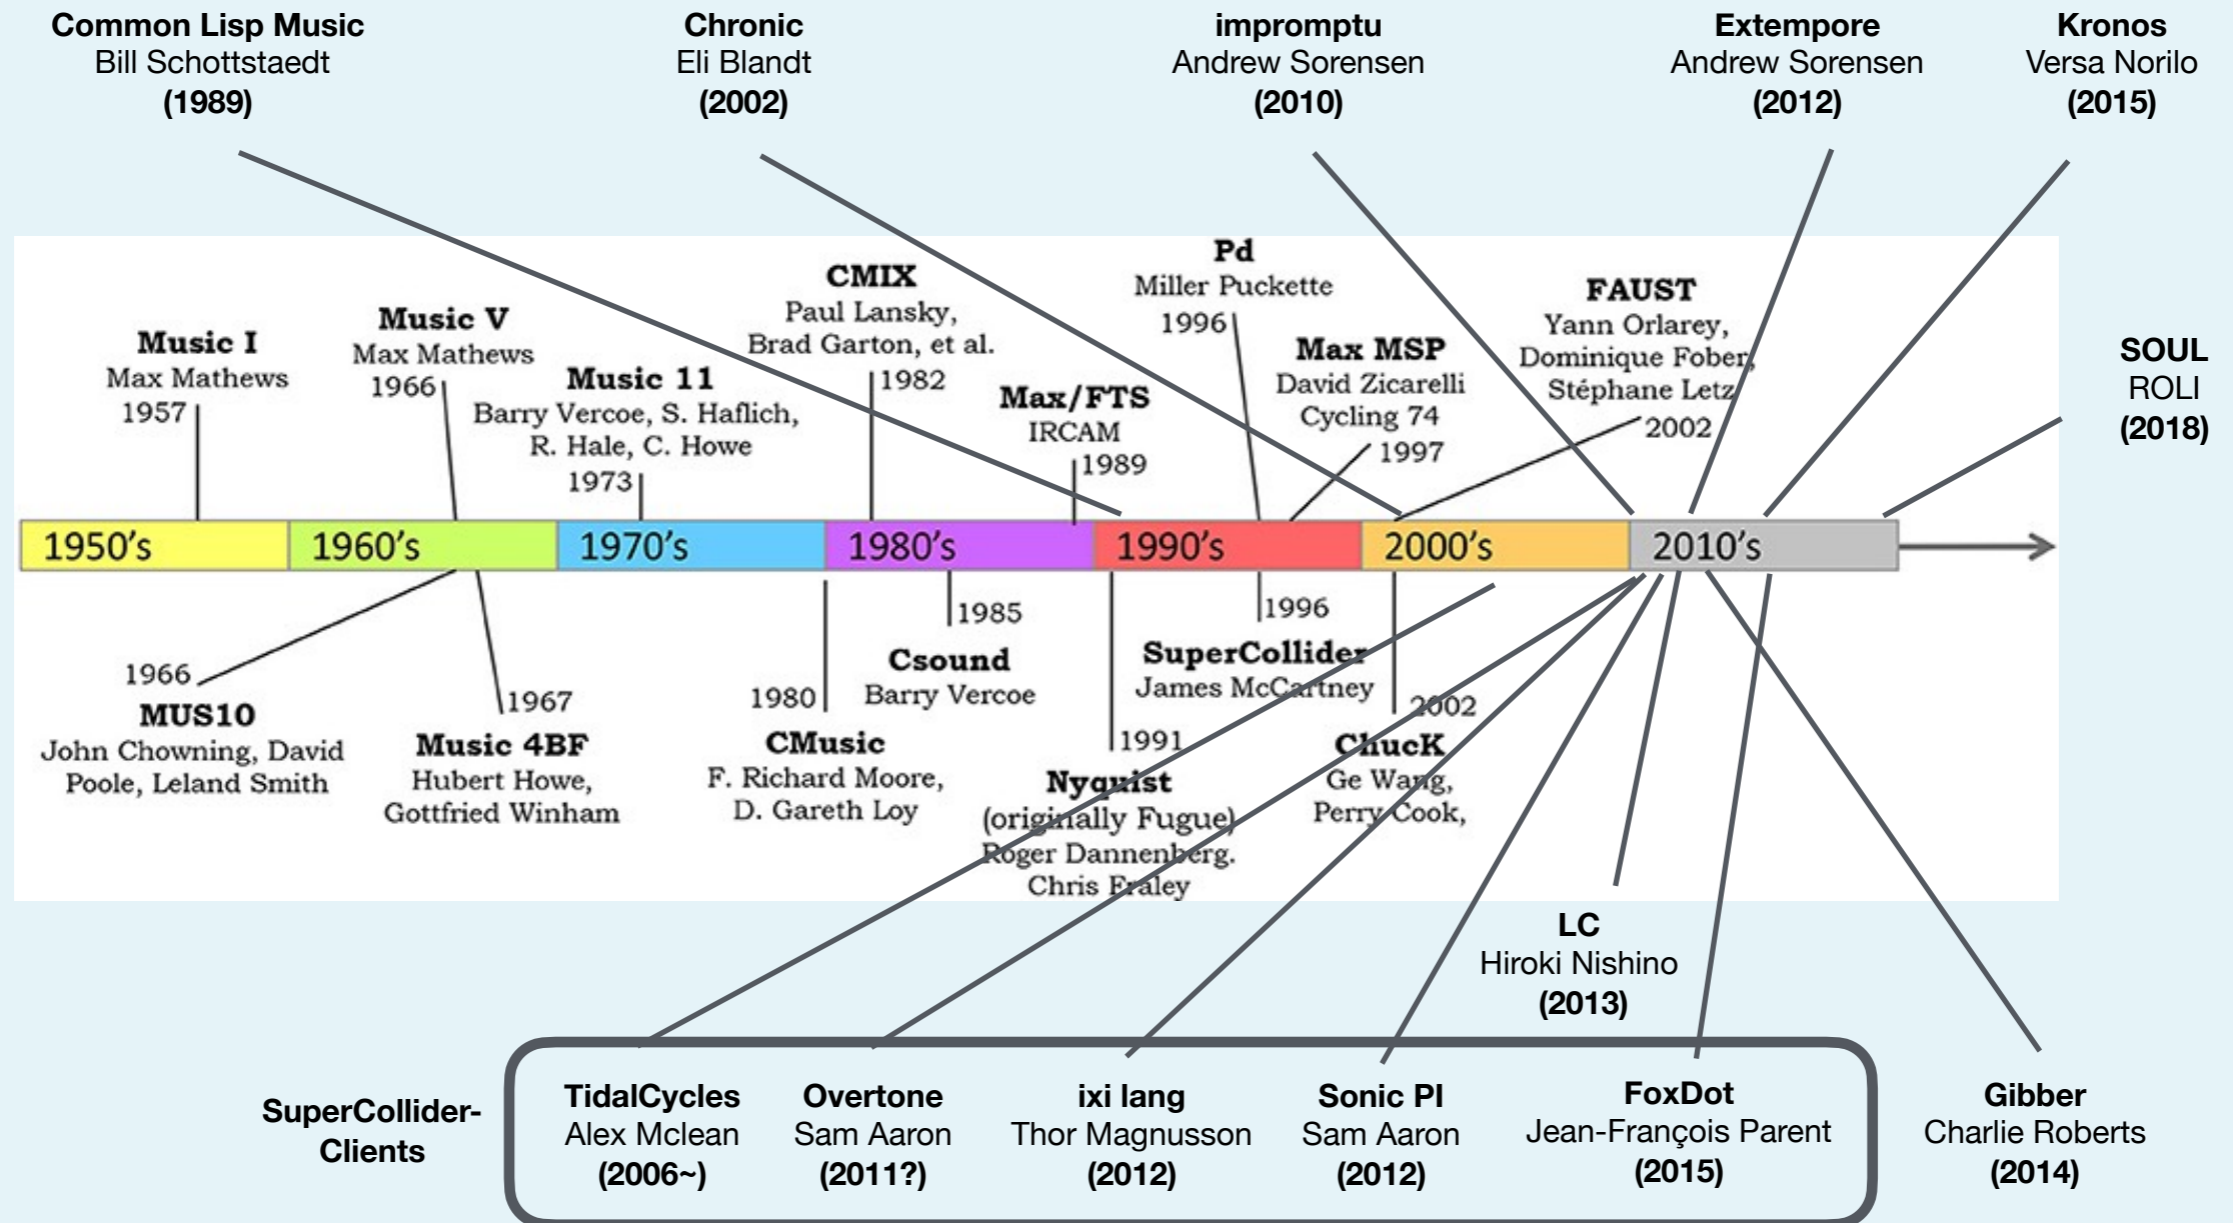 Common Lisp Music
Bill Schottstaedt
(1989)
Chronic
Eli Blandt
(2002)
impromptu
Andrew Sorensen
(2010)
Extempore
Andrew Sorensen
(2012)
Kronos
Versa Norilo
(2015)
Music I
Max Mathews
1957
Music V
Max Mathews
1966
Music 11
Barry Vercoe, S. Haflich,
R. Hale, C. Howe
1973
CMIX
Paul Lansky,
Brad Garton, et al.
1982
Max/FTS
IRCAM
1989
Pd
Miller Puckette
1996
Max MSP
David Zicarelli
Cycling 74
1997
FAUST
Yann Orlarey,
Dominique Fober,
Stéphane Letz
2002
SOUL
ROLI
(2018)
1950's
1960's
1970's
1980's
1990's
2000's
2010's
1966
MUS10
John Chowning, David
Poole, Leland Smith
1967
Music 4BF
Hubert Howe,
Gottfried Winham
1980
CMusic
F. Richard Moore,
D. Gareth Loy
1985
Csound
Barry Vercoe
1991
Nyquist
(originally Fugue)
Roger Dannenberg.
Chris Fraley
1996
SuperCollider
James McCartney
2002
ChucK
Ge Wang,
Perry Cook,
LC
Hiroki Nishino
(2013)
SuperCollider-
Clients
TidalCycles
Alex Mclean
(2006~)
Overtone
Sam Aaron
(2011?)
ixi lang
Thor Magnusson
(2012)
Sonic PI
Sam Aaron
(2012)
FoxDot
Jean-François Parent
(2015)
Gibber
Charlie Roberts
(2014)